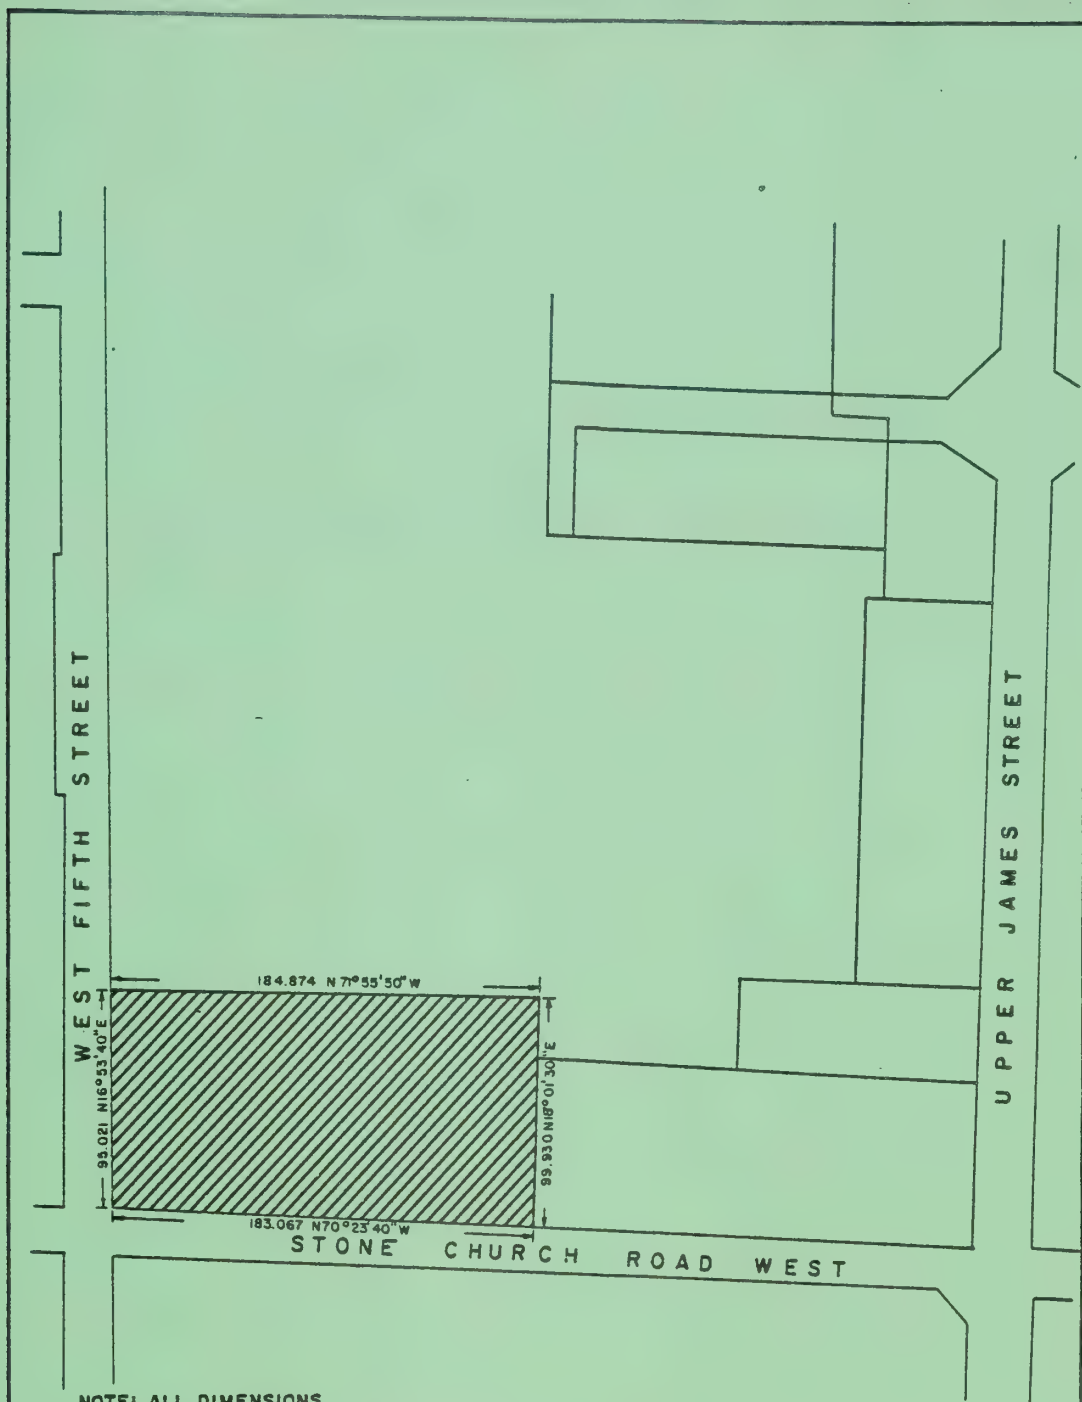 WEST FIFTH STREET
UPPER JAMES STREET
184.874 N 71°55'50" W
95.021 N16°53'40"E
99.930 N18°01'30"E
183.067 N70°23'40"W
STONE CHURCH ROAD WEST
NOTE: ALL DIMENSIONS